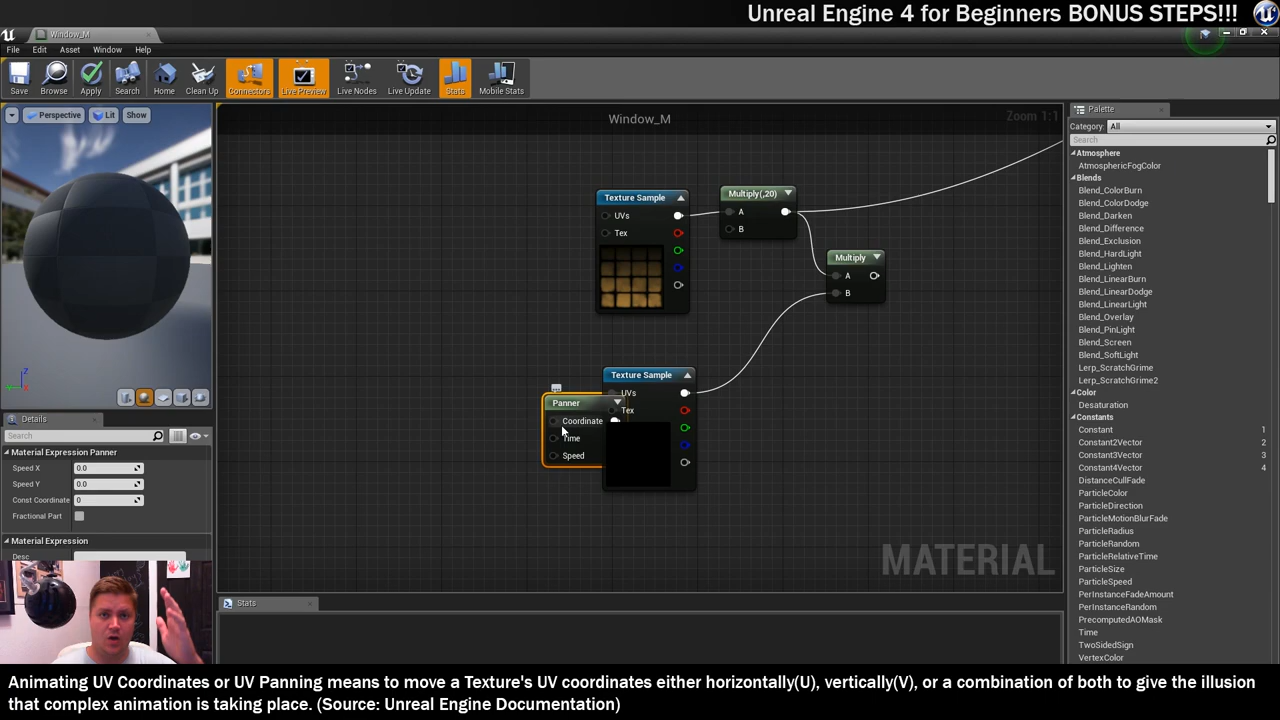 Unreal Engine 4 for Beginners BONUS STEPS!!!
Window_M
File Edit Asset Window Help
Save Browse Apply Search Home Clean Up Connectors Live Preview Live Nodes Live Update Stats Mobile Stats
Perspective Lit Show
Window_M
Zoom 1:1
Palette
Category: All
Search
Atmosphere
AtmosphericFogColor
Blends
Blend_ColorBurn
Blend_ColorDodge
Blend_Darken
Blend_Difference
Blend_Exclusion
Blend_HardLight
Blend_Lighten
Blend_LinearBurn
Blend_LinearDodge
Blend_LinearLight
Blend_Overlay
Blend_PinLight
Blend_Screen
Blend_SoftLight
Lerp_ScratchGrime
Lerp_ScratchGrime2
Color
Desaturation
Constants
Constant 1
Constant2Vector 2
Constant3Vector 3
Constant4Vector 4
DistanceCullFade
ParticleColor
ParticleDirection
ParticleMotionBlurFade
ParticleRadius
ParticleRandom
ParticleRelativeTime
ParticleSize
ParticleSpeed
PerInstanceFadeAmount
PerInstanceRandom
PrecomputedAOMask
Time
TwoSidedSign
VertexColor
Texture Sample
UVs
Tex
Multiply(,20)
A
B
Multiply
A
B
Texture Sample
UVs
Tex
Panner
Coordinate
Time
Speed
MATERIAL
Z
X
Details
Search
Material Expression Panner
Speed X 0.0
Speed Y 0.0
Const Coordinate 0
Fractional Part
Material Expression
Desc
Stats
Animating UV Coordinates or UV Panning means to move a Texture's UV coordinates either horizontally(U), vertically(V), or a combination of both to give the illusion
that complex animation is taking place. (Source: Unreal Engine Documentation)